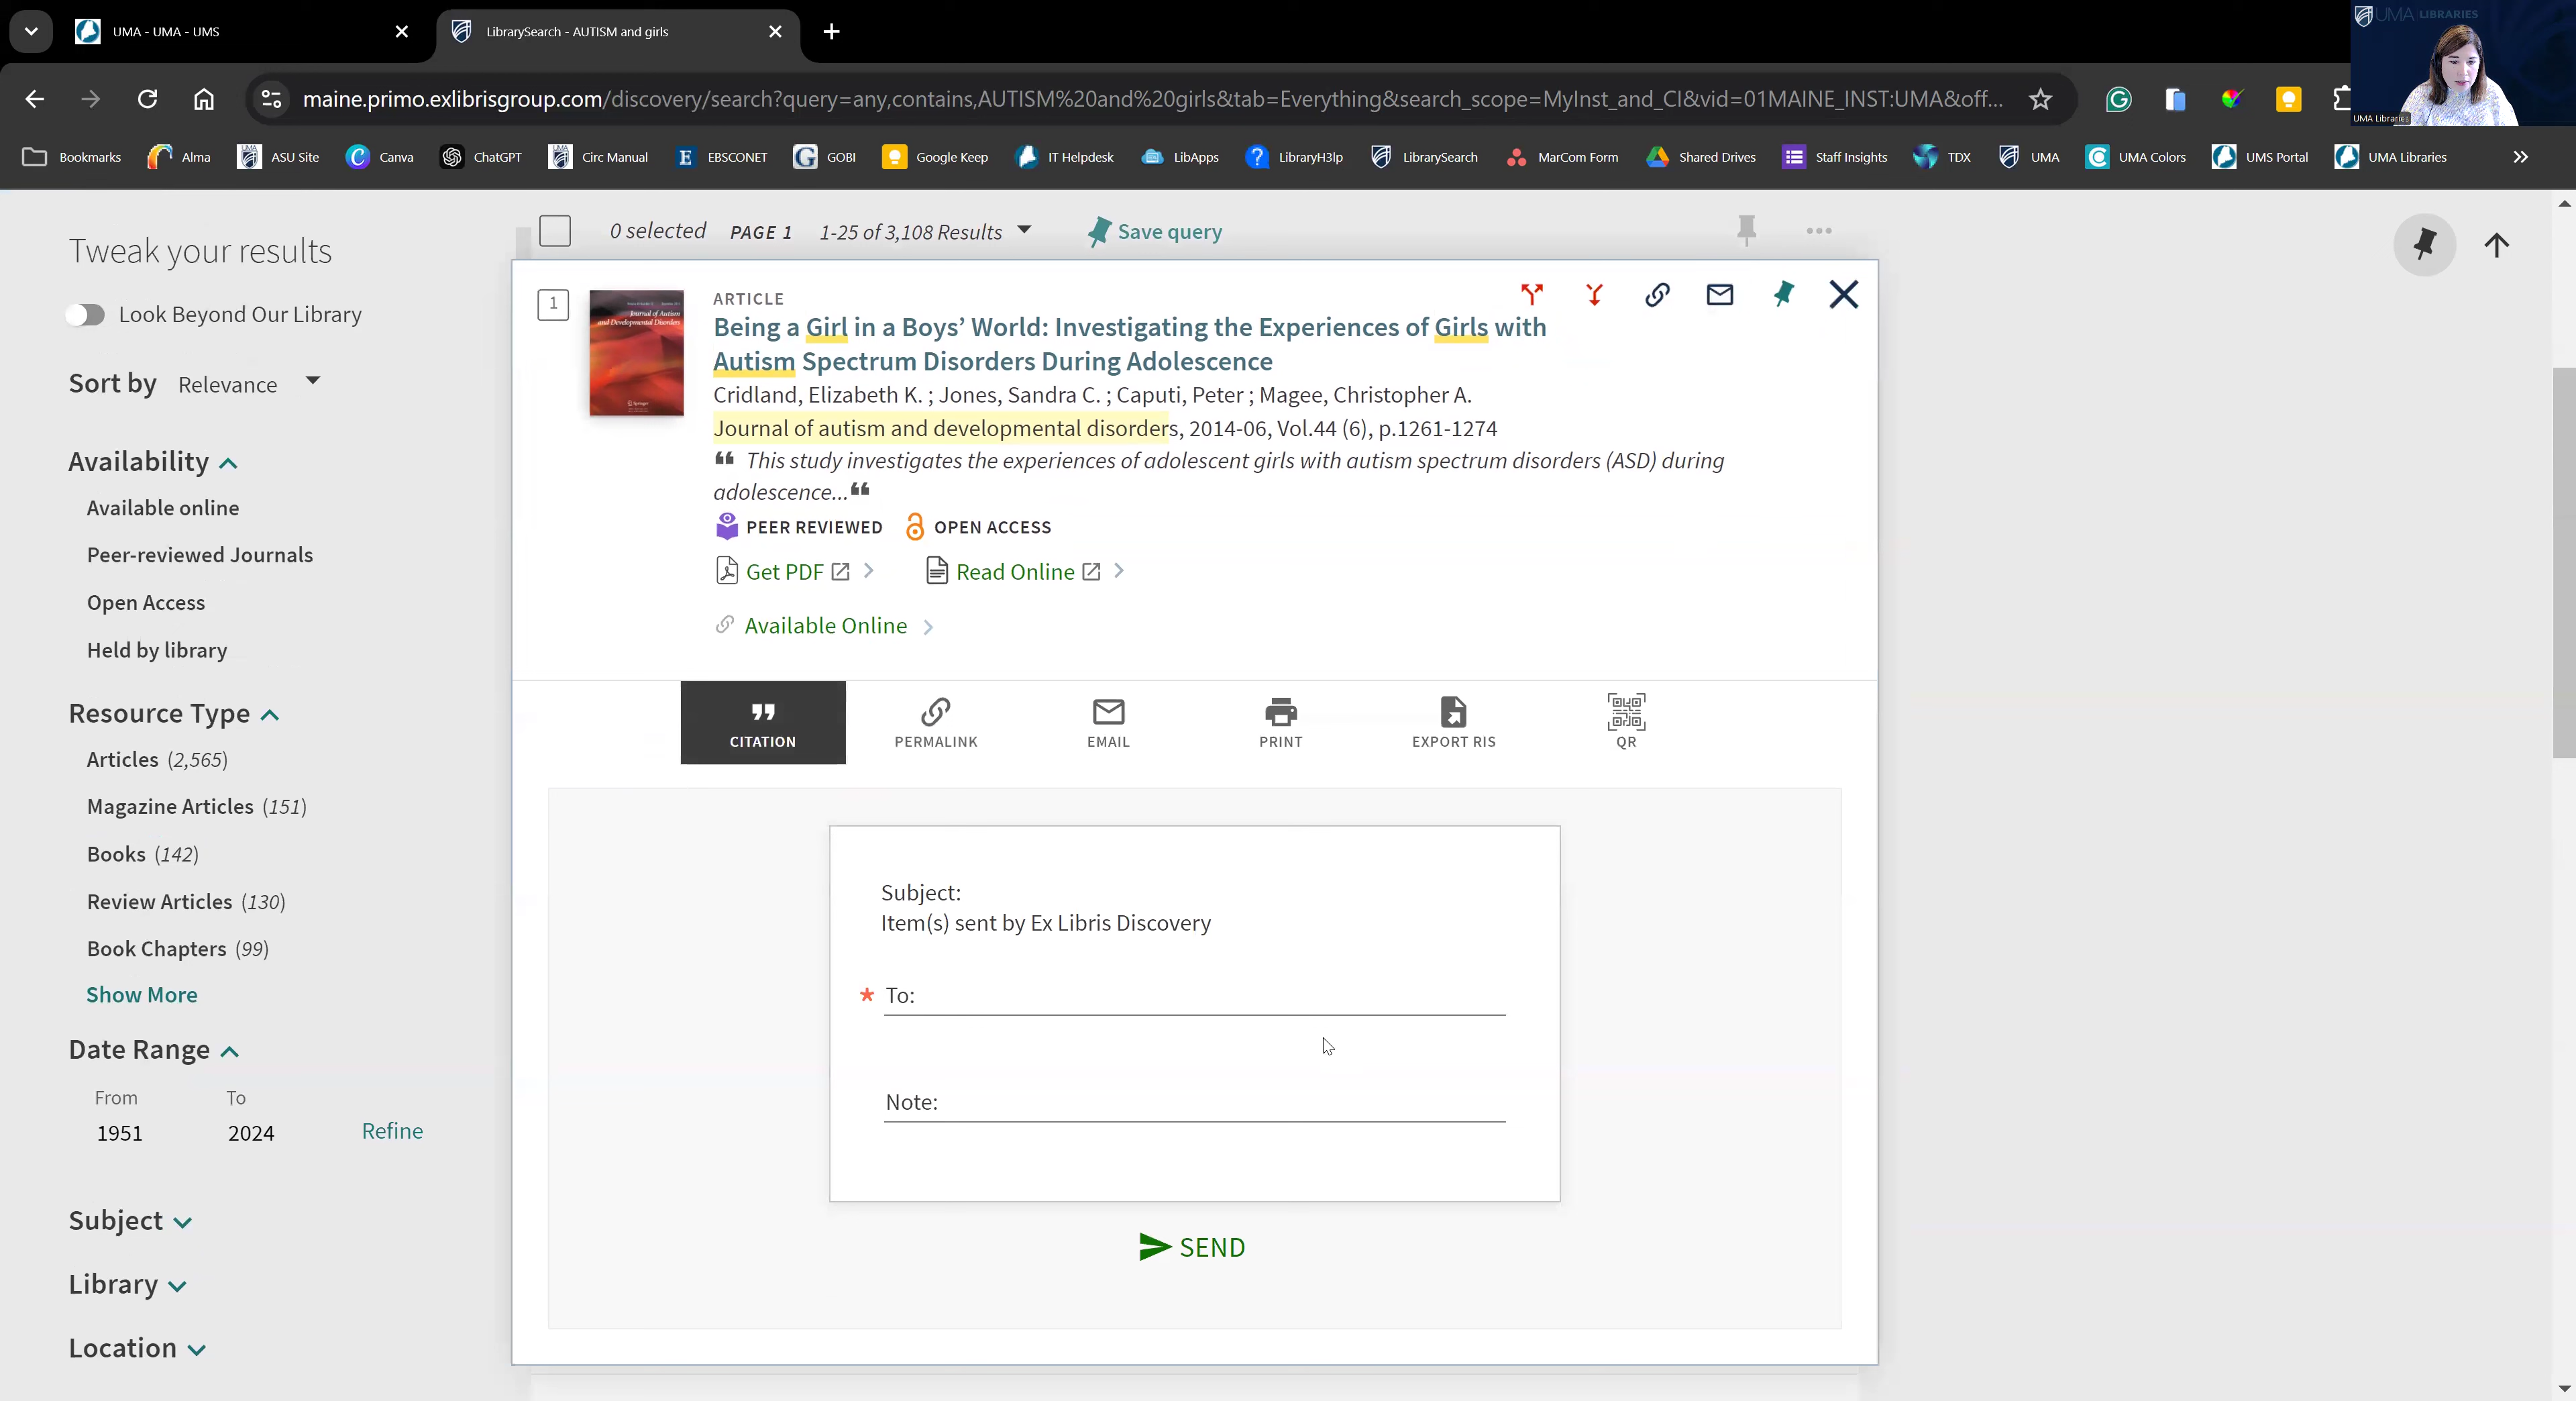 UMA - UMA - UMS
LibrarySearch - AUTISM and girls
UMA LIBRARIES
UMA Libraries
maine.primo.exlibrisgroup.com/discovery/search?query=any,contains,AUTISM%20and%20girls&tab=Everything&search_scope=MyInst_and_CI&vid=01MAINE_INST:UMA&off...
Bookmarks Alma ASU Site Canva ChatGPT Circ Manual EBSCONET GOBI Google Keep IT Helpdesk LibApps LibraryH3lp LibrarySearch MarCom Form Shared Drives Staff Insights TDX UMA UMA Colors UMS Portal UMA Libraries
Tweak your results
Look Beyond Our Library
Sort by Relevance
Availability
Available online
Peer-reviewed Journals
Open Access
Held by library
Resource Type
Articles (2,565)
Magazine Articles (151)
Books (142)
Review Articles (130)
Book Chapters (99)
Show More
Date Range
From To
1951 2024 Refine
Subject
Library
Location
0 selected PAGE 1 1-25 of 3,108 Results Save query
1
Journal of Autism
and Developmental Disorders
ARTICLE
Being a Girl in a Boys’ World: Investigating the Experiences of Girls with
Autism Spectrum Disorders During Adolescence
Cridland, Elizabeth K. ; Jones, Sandra C. ; Caputi, Peter ; Magee, Christopher A.
Journal of autism and developmental disorders, 2014-06, Vol.44 (6), p.1261-1274
This study investigates the experiences of adolescent girls with autism spectrum disorders (ASD) during
adolescence...
PEER REVIEWED OPEN ACCESS
Get PDF Read Online
Available Online
CITATION PERMALINK EMAIL PRINT EXPORT RIS QR
Subject:
Item(s) sent by Ex Libris Discovery
* To:
Note:
SEND